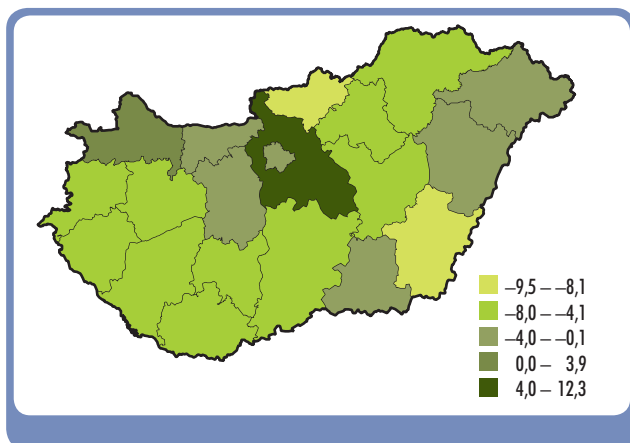 –9,5 – –8,1
–8,0 – –4,1
–4,0 – –0,1
0,0 – 3,9
4,0 – 12,3